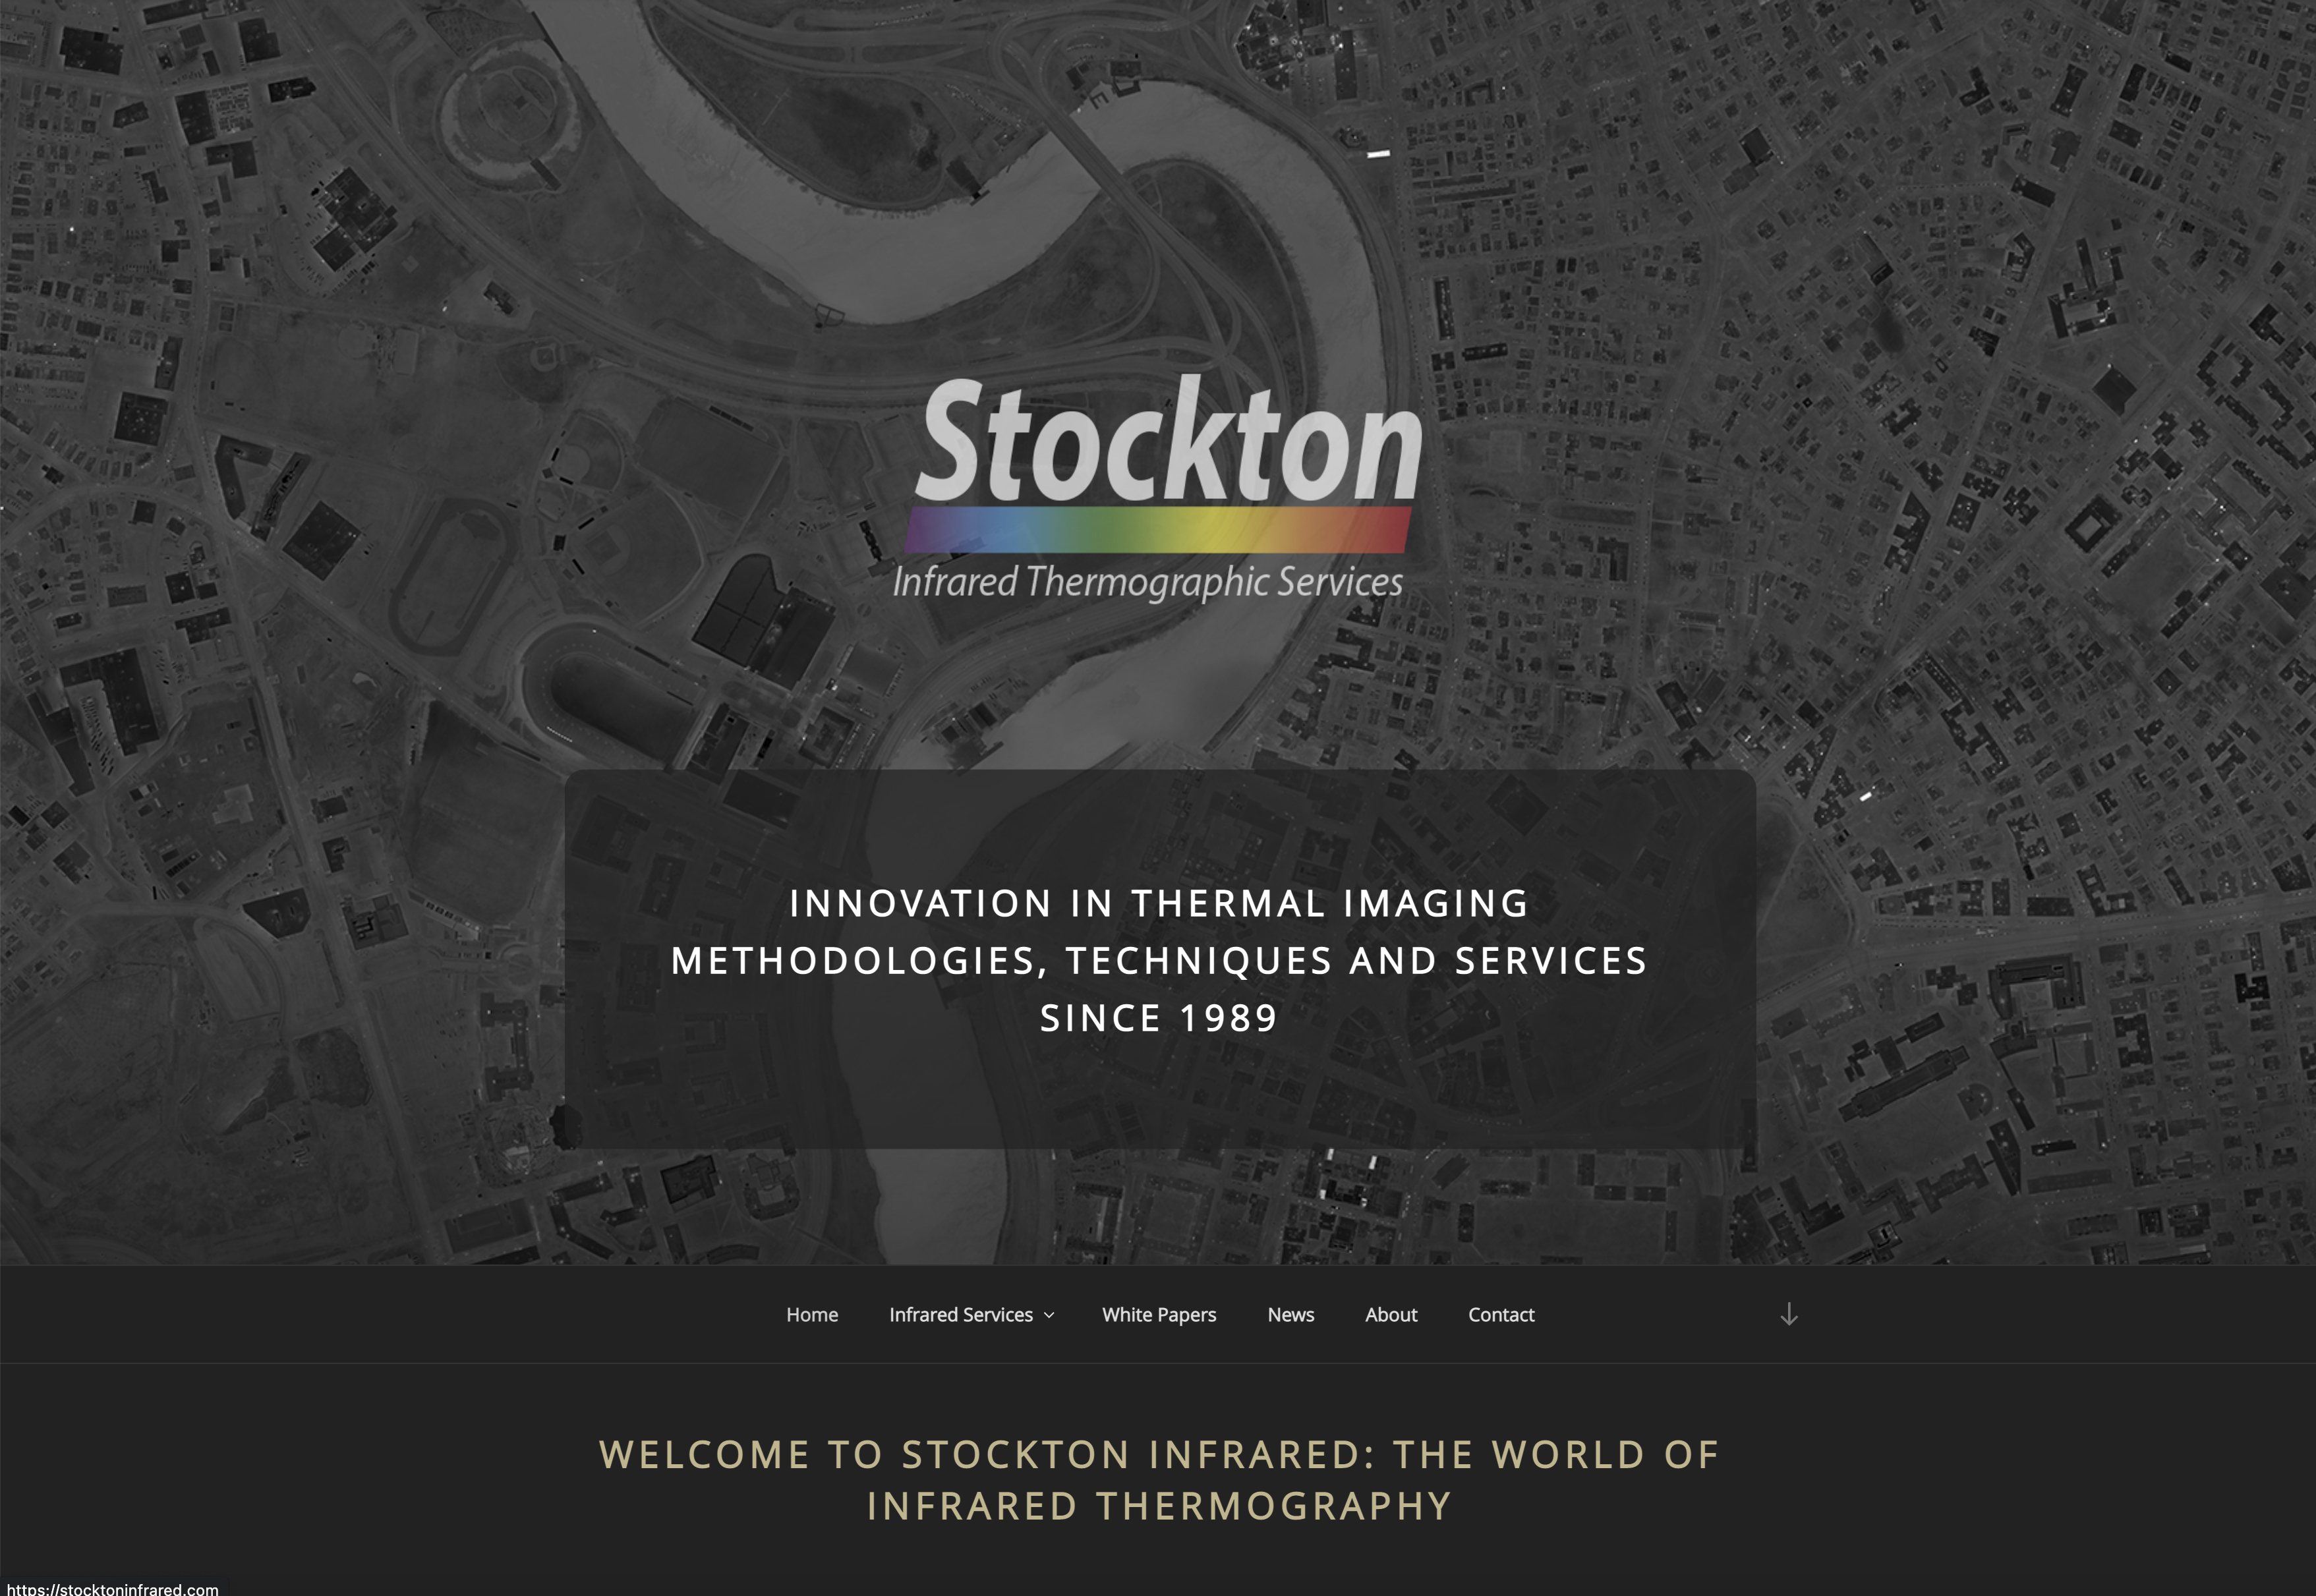 Stockton
Infrared Thermographic Services
INNOVATION IN THERMAL IMAGING
METHODOLOGIES, TECHNIQUES AND SERVICES
SINCE 1989
Home Infrared Services White Papers News About Contact
WELCOME TO STOCKTON INFRARED: THE WORLD OF
INFRARED THERMOGRAPHY
https://stocktoninfrared.com